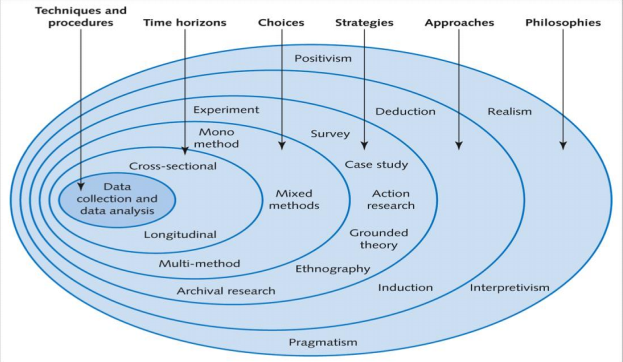 Techniques and
procedures
Time horizons
Choices
Strategies
Approaches
Philosophies
Positivism
Experiment
Deduction
Realism
Mono
method
Survey
Cross-sectional
Case study
Data
collection and
data analysis
Mixed
methods
Action
research
Longitudinal
Grounded
theory
Multi-method
Ethnography
Archival research
Induction
Interpretivism
Pragmatism